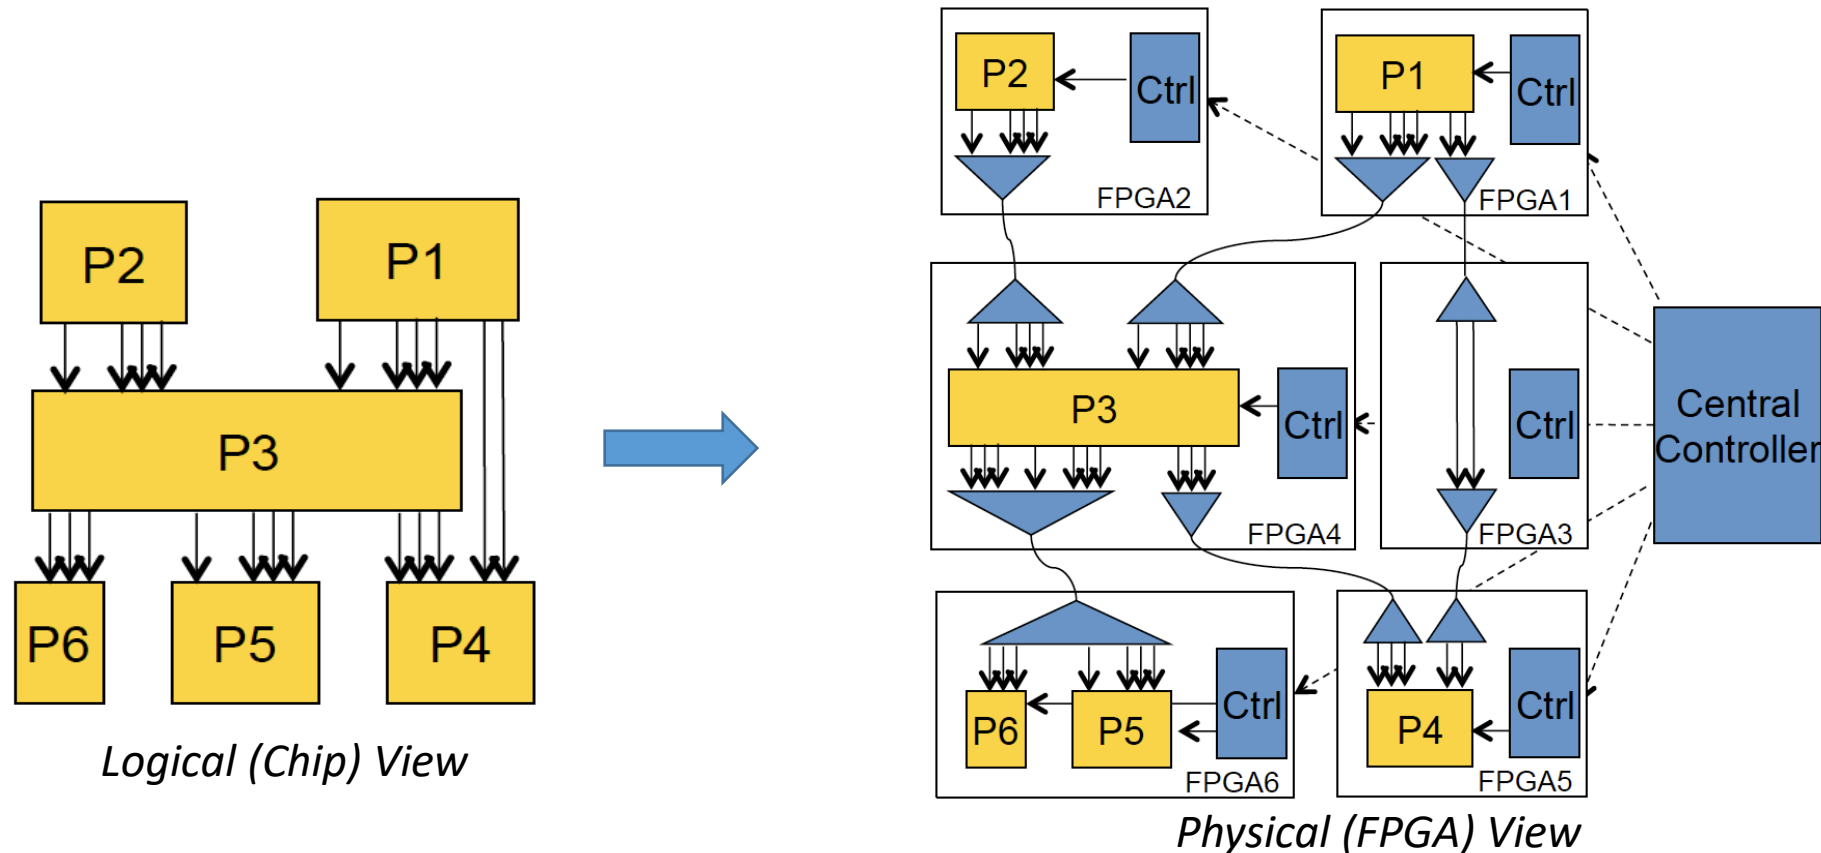 P2
P1
P3
P6
P5
P4
Logical (Chip) View
P2
Ctrl
FPGA2
P1
Ctrl
FPGA1
P3
Ctrl
FPGA4
Ctrl
FPGA3
Central
Controller
P6
P5
Ctrl
FPGA6
P4
Ctrl
FPGA5
Physical (FPGA) View